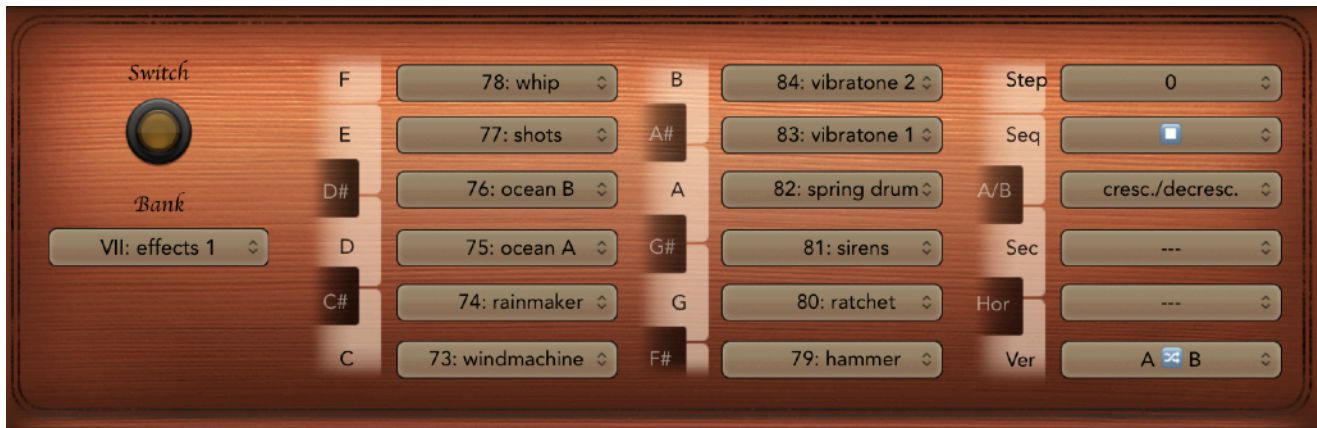 Switch
Bank
VII: effects 1
F 78: whip
E 77: shots
D# 76: ocean B
D 75: ocean A
C# 74: rainmaker
C 73: windmachine
B 84: vibratone 2
A# 83: vibratone 1
A 82: spring drum
G# 81: sirens
G 80: ratchet
F# 79: hammer
Step 0
Seq
A/B cresc./decresc.
Sec ---
Hor ---
Ver A 🔀 B